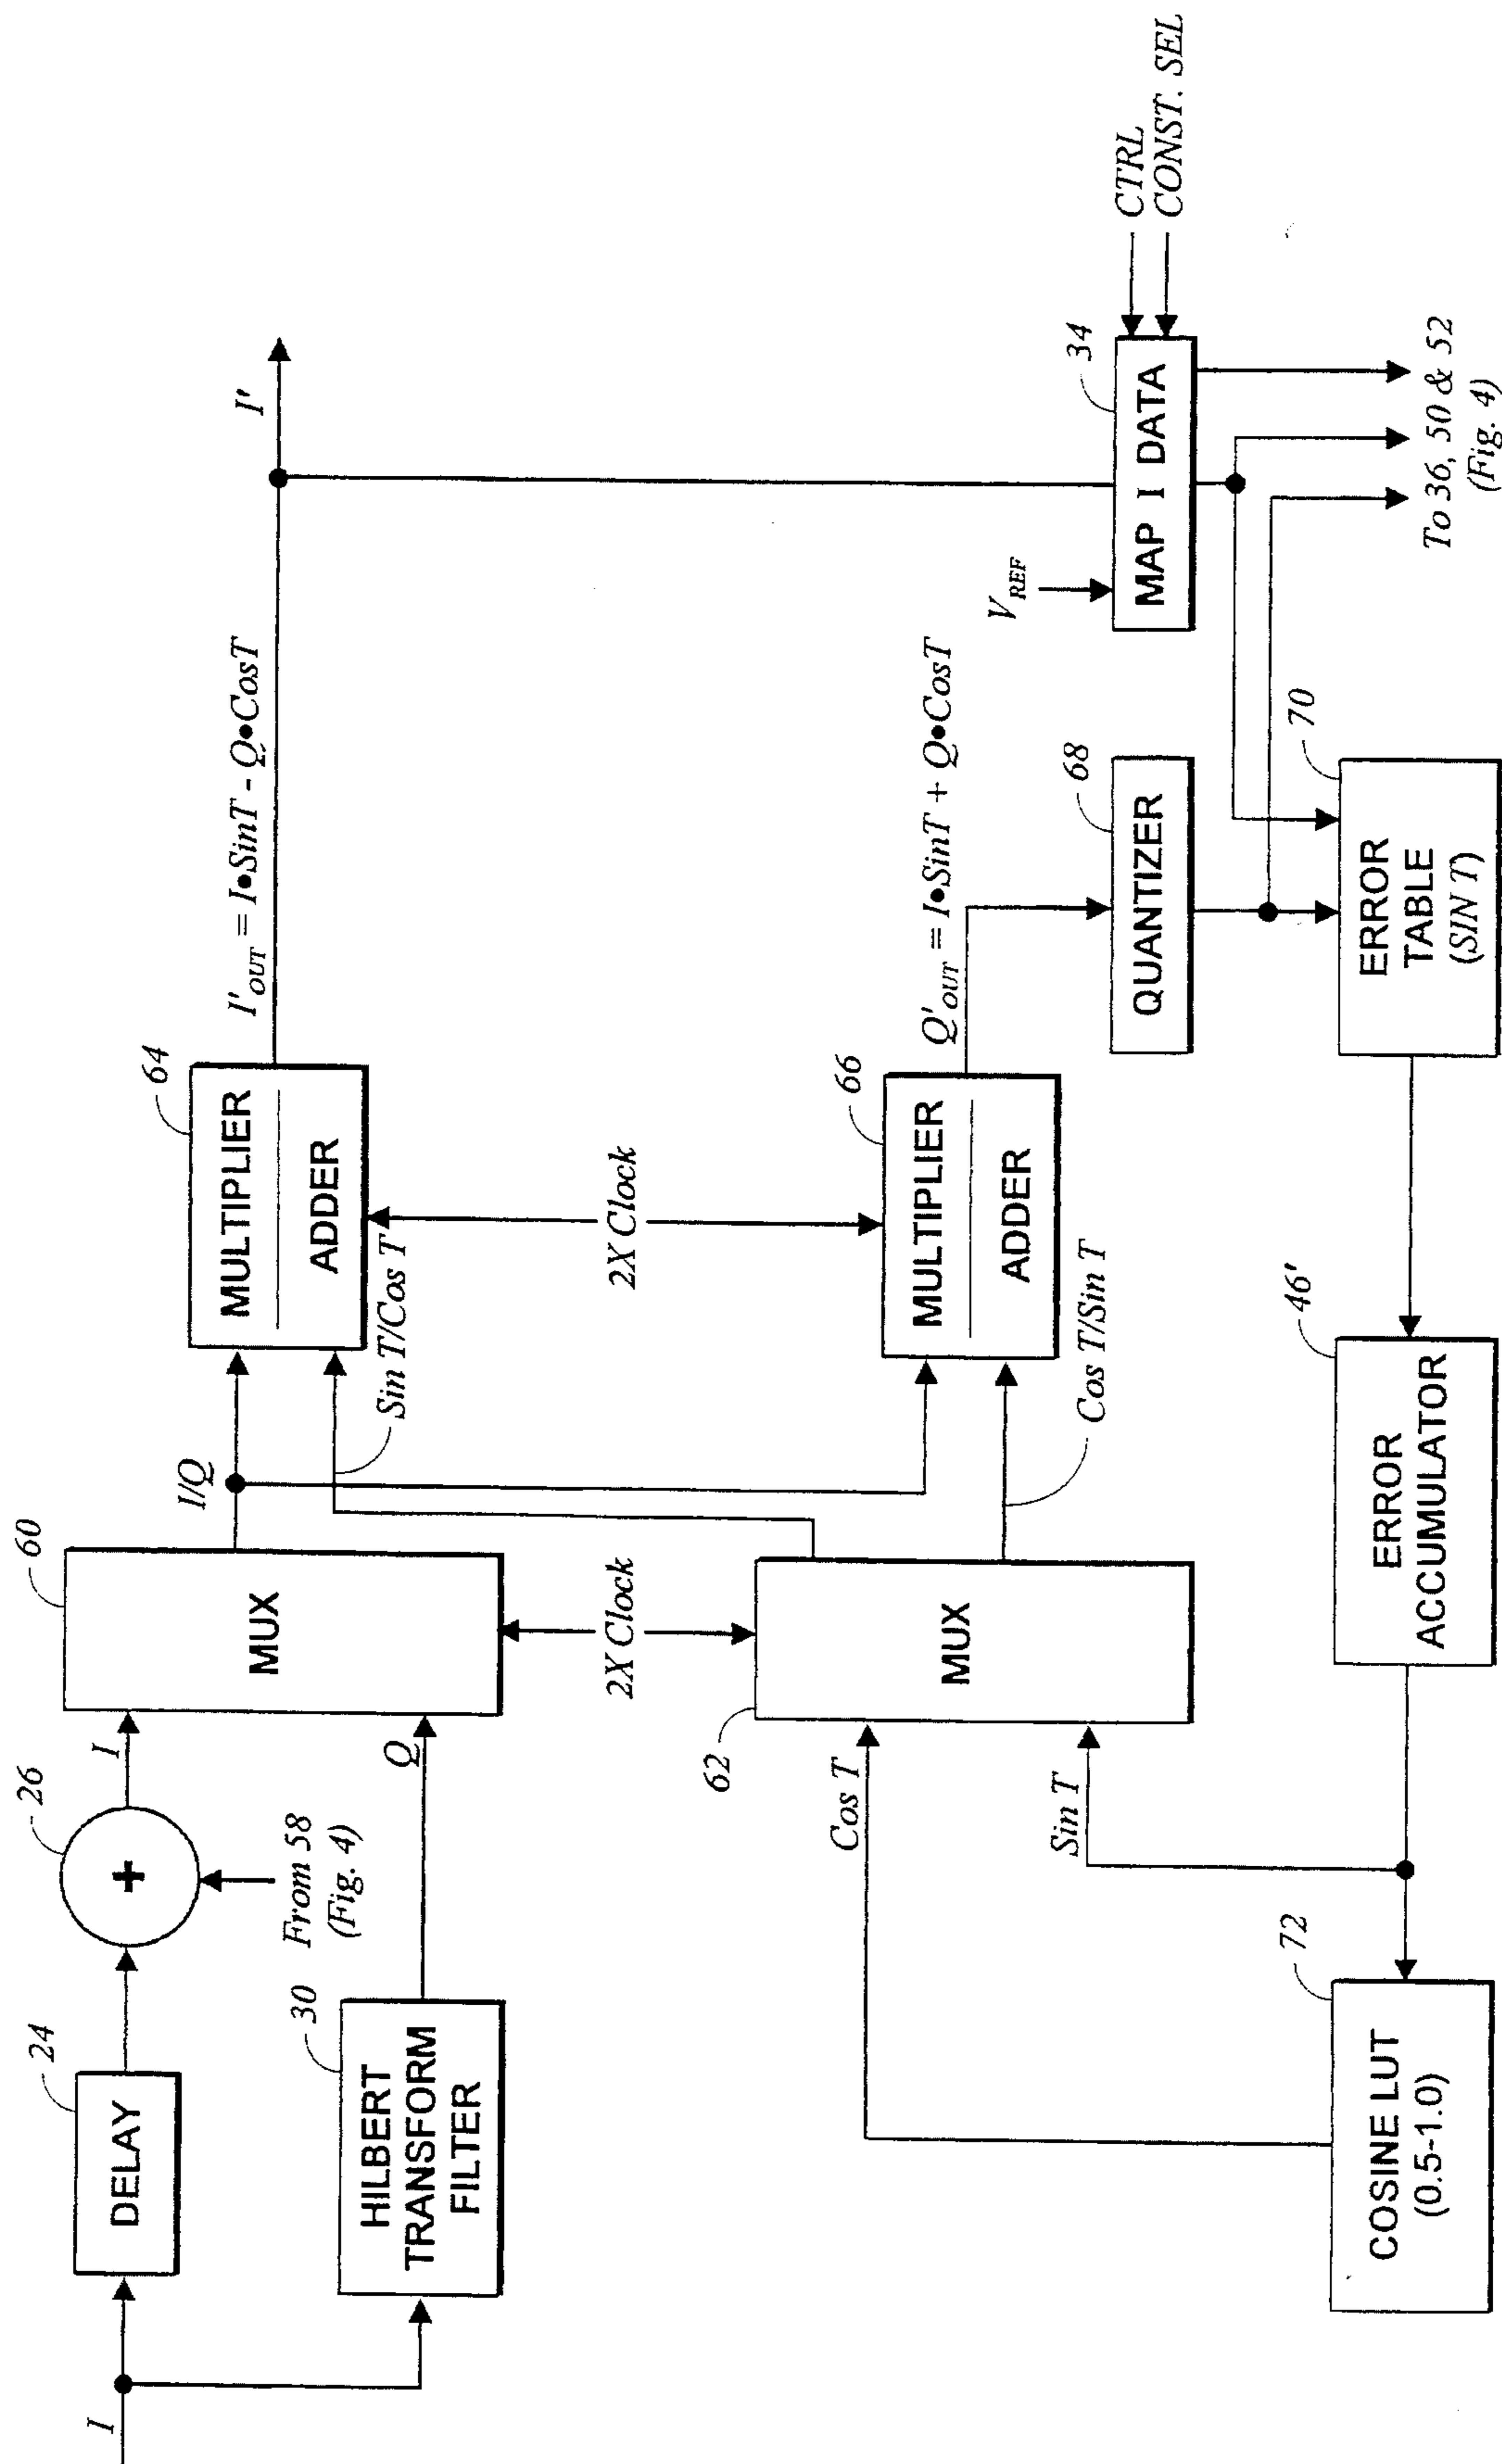 I
24
DELAY
30
HILBERT
TRANSFORM
FILTER
26
+
From 58
(Fig. 4)
I
Q
60
MUX
I/Q
2X Clock
62
MUX
Cos T
Sin T
Sin T/Cos T
Cos T/Sin T
64
MULTIPLIER
ADDER
2X Clock
66
MULTIPLIER
ADDER
I'OUT = I•SinT - Q•CosT
I'
Q'OUT = I•SinT + Q•CosT
68
QUANTIZER
VREF
34
MAP I DATA
CTRL
CONST. SEL
To 36, 50 & 52
(Fig. 4)
70
ERROR
TABLE
(SIN T)
46'
ERROR
ACCUMULATOR
72
COSINE LUT
(0.5-1.0)